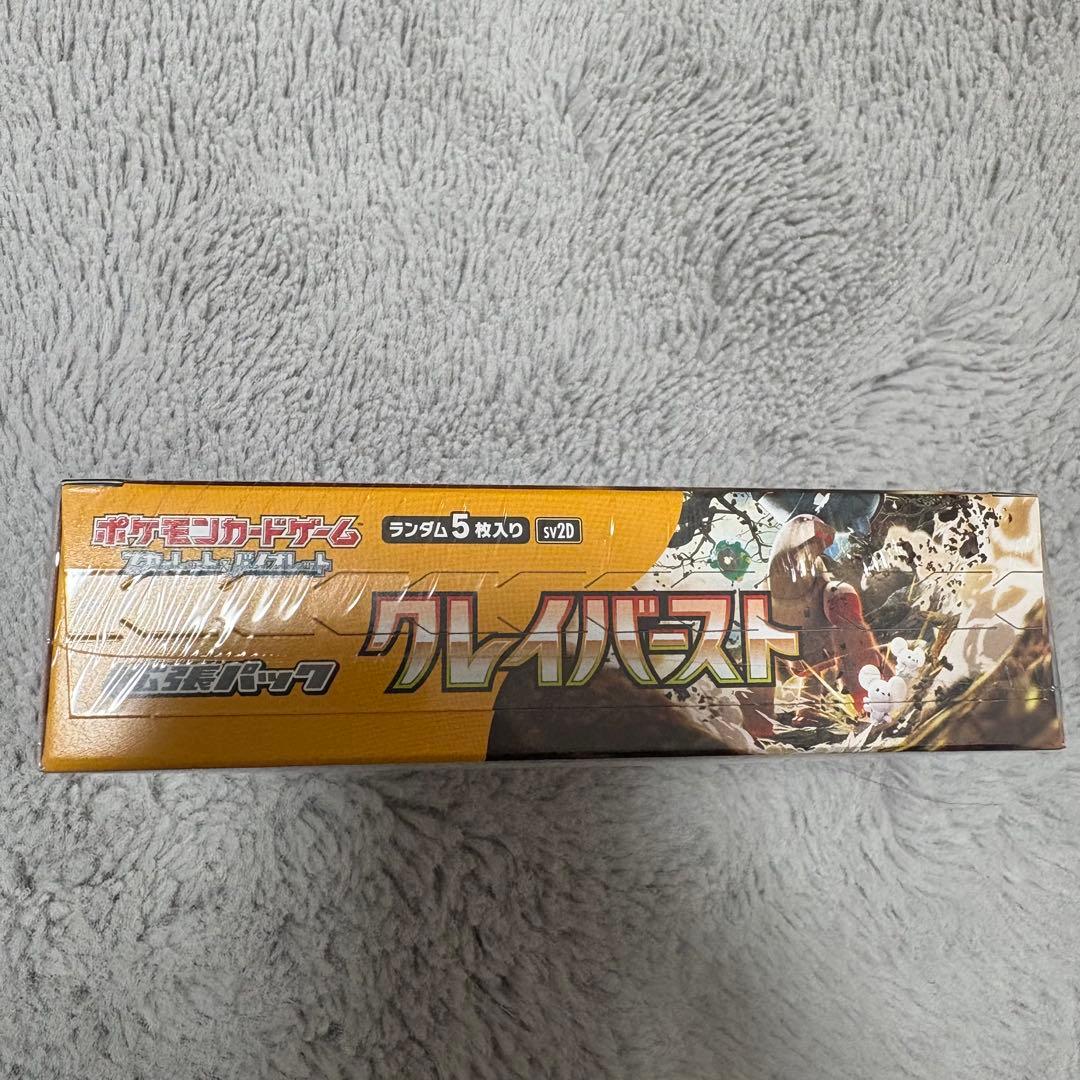 ポケモンカードゲーム
スカーレット&バイオレット
ランダム5枚入り
sv2D
拡張パック
クレイバースト